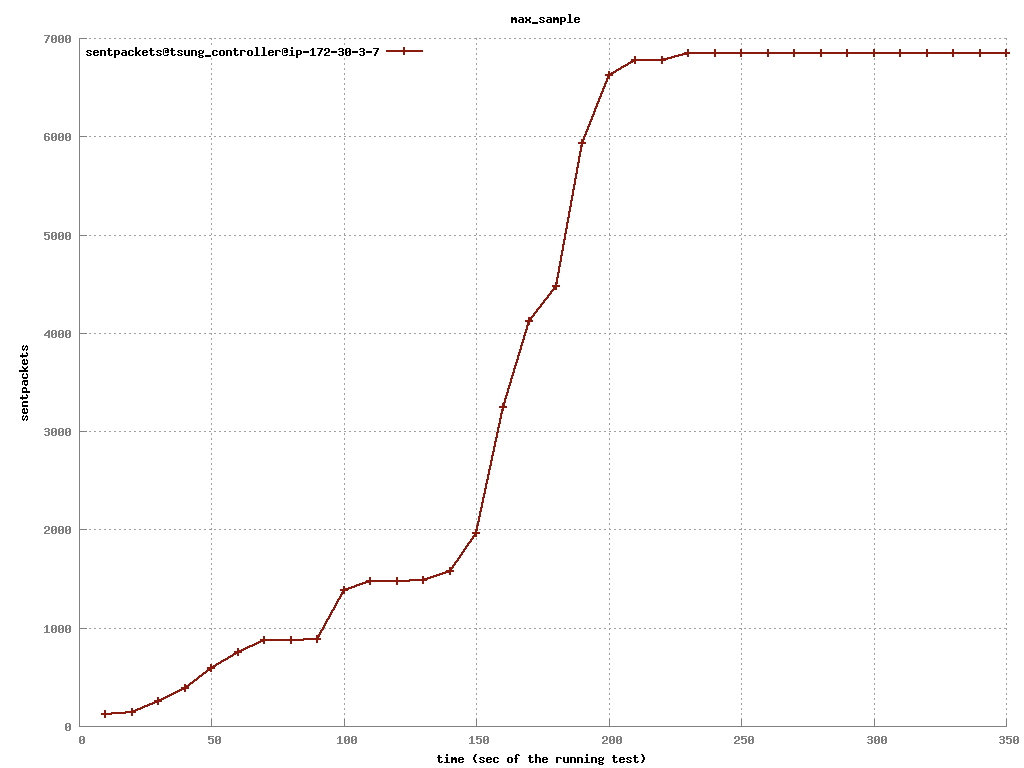 max_sample
sentpackets@tsung_controller@ip-172-30-3-7
7000
6000
5000
4000
3000
2000
1000
0
sentpackets
0 50 100 150 200 250 300 350
time (sec of the running test)